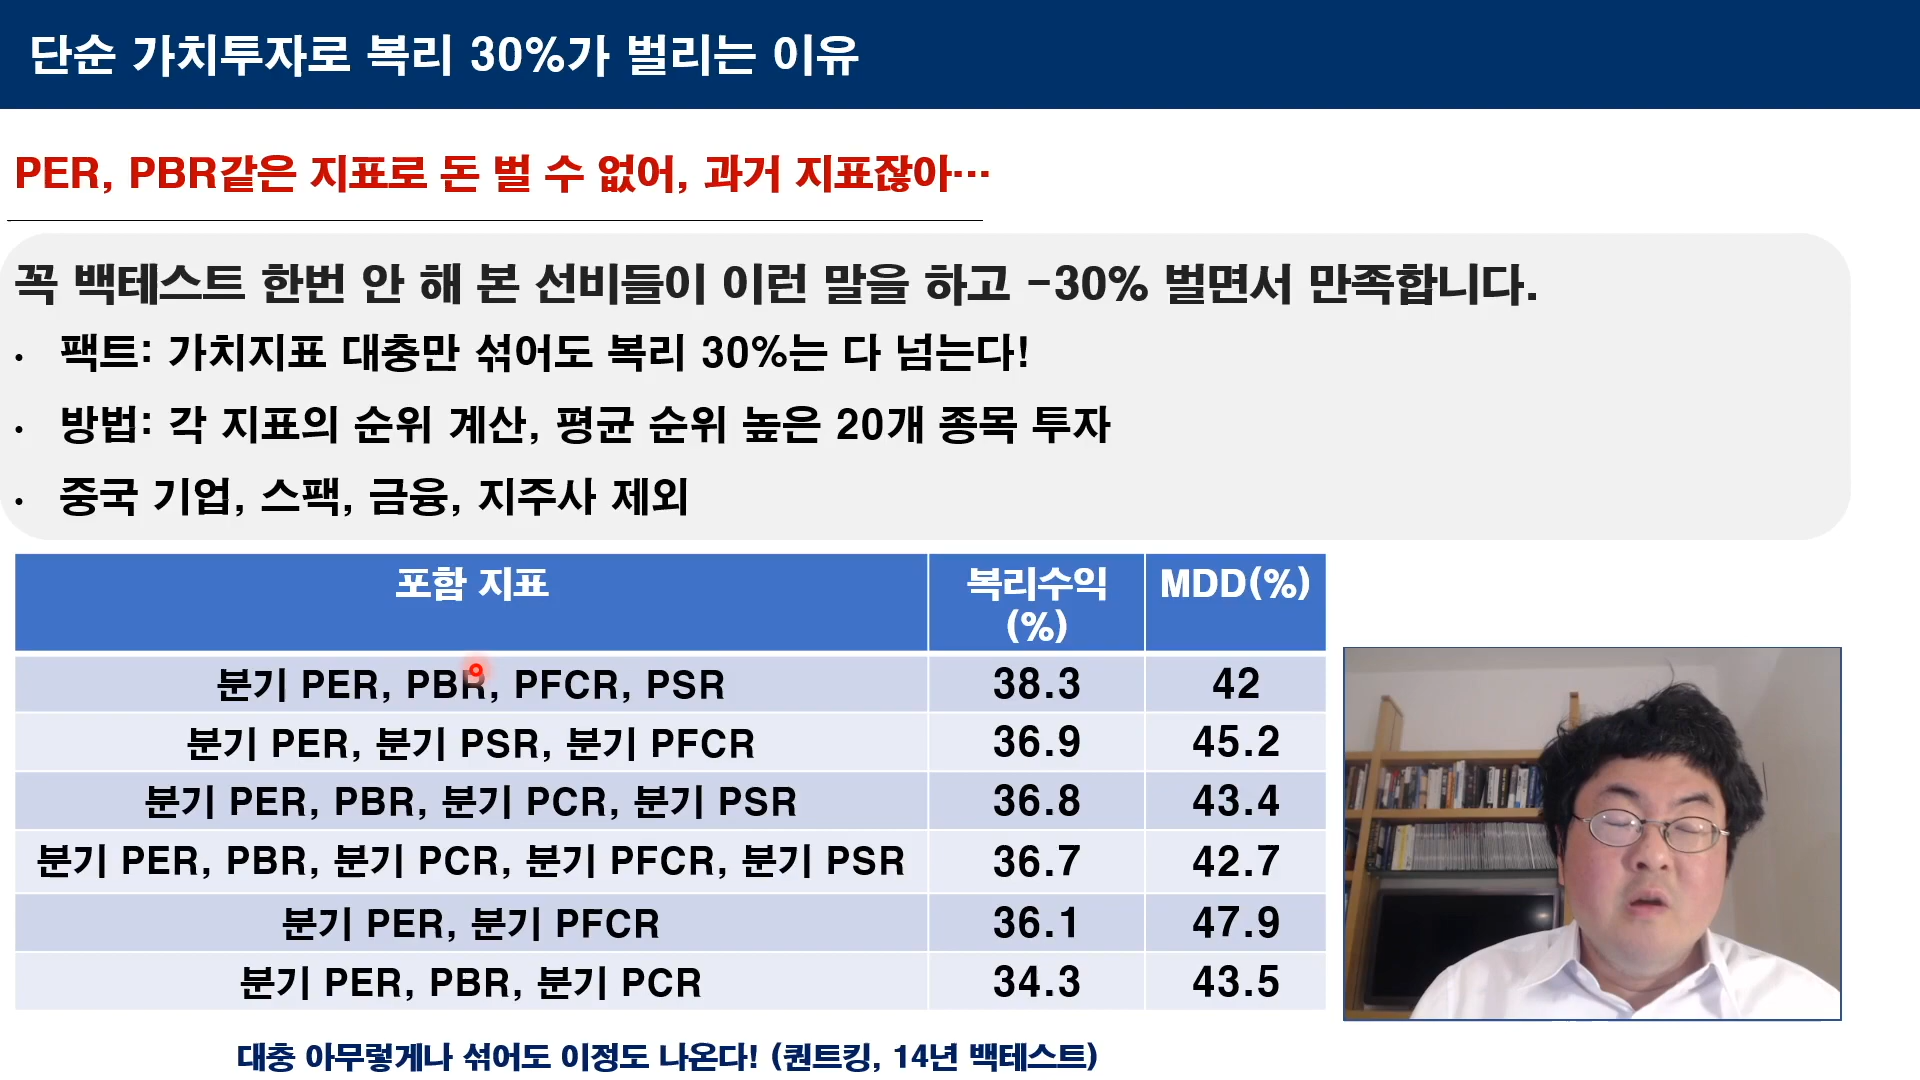 단순 가치투자로 복리 30%가 벌리는 이유
PER, PBR같은 지표로 돈 벌 수 없어, 과거 지표잖아…
꼭 백테스트 한번 안 해 본 선비들이 이런 말을 하고 -30% 벌면서 만족합니다.
• 팩트: 가치지표 대충만 섞어도 복리 30%는 다 넘는다!
• 방법: 각 지표의 순위 계산, 평균 순위 높은 20개 종목 투자
• 중국 기업, 스팩, 금융, 지주사 제외
포함 지표 복리수익 MDD(%)
(%)
분기 PER, PBR, PFCR, PSR 38.3 42
분기 PER, 분기 PSR, 분기 PFCR 36.9 45.2
분기 PER, PBR, 분기 PCR, 분기 PSR 36.8 43.4
분기 PER, PBR, 분기 PCR, 분기 PFCR, 분기 PSR 36.7 42.7
분기 PER, 분기 PFCR 36.1 47.9
분기 PER, PBR, 분기 PCR 34.3 43.5
대충 아무렇게나 섞어도 이정도 나온다! (퀀트킹, 14년 백테스트)